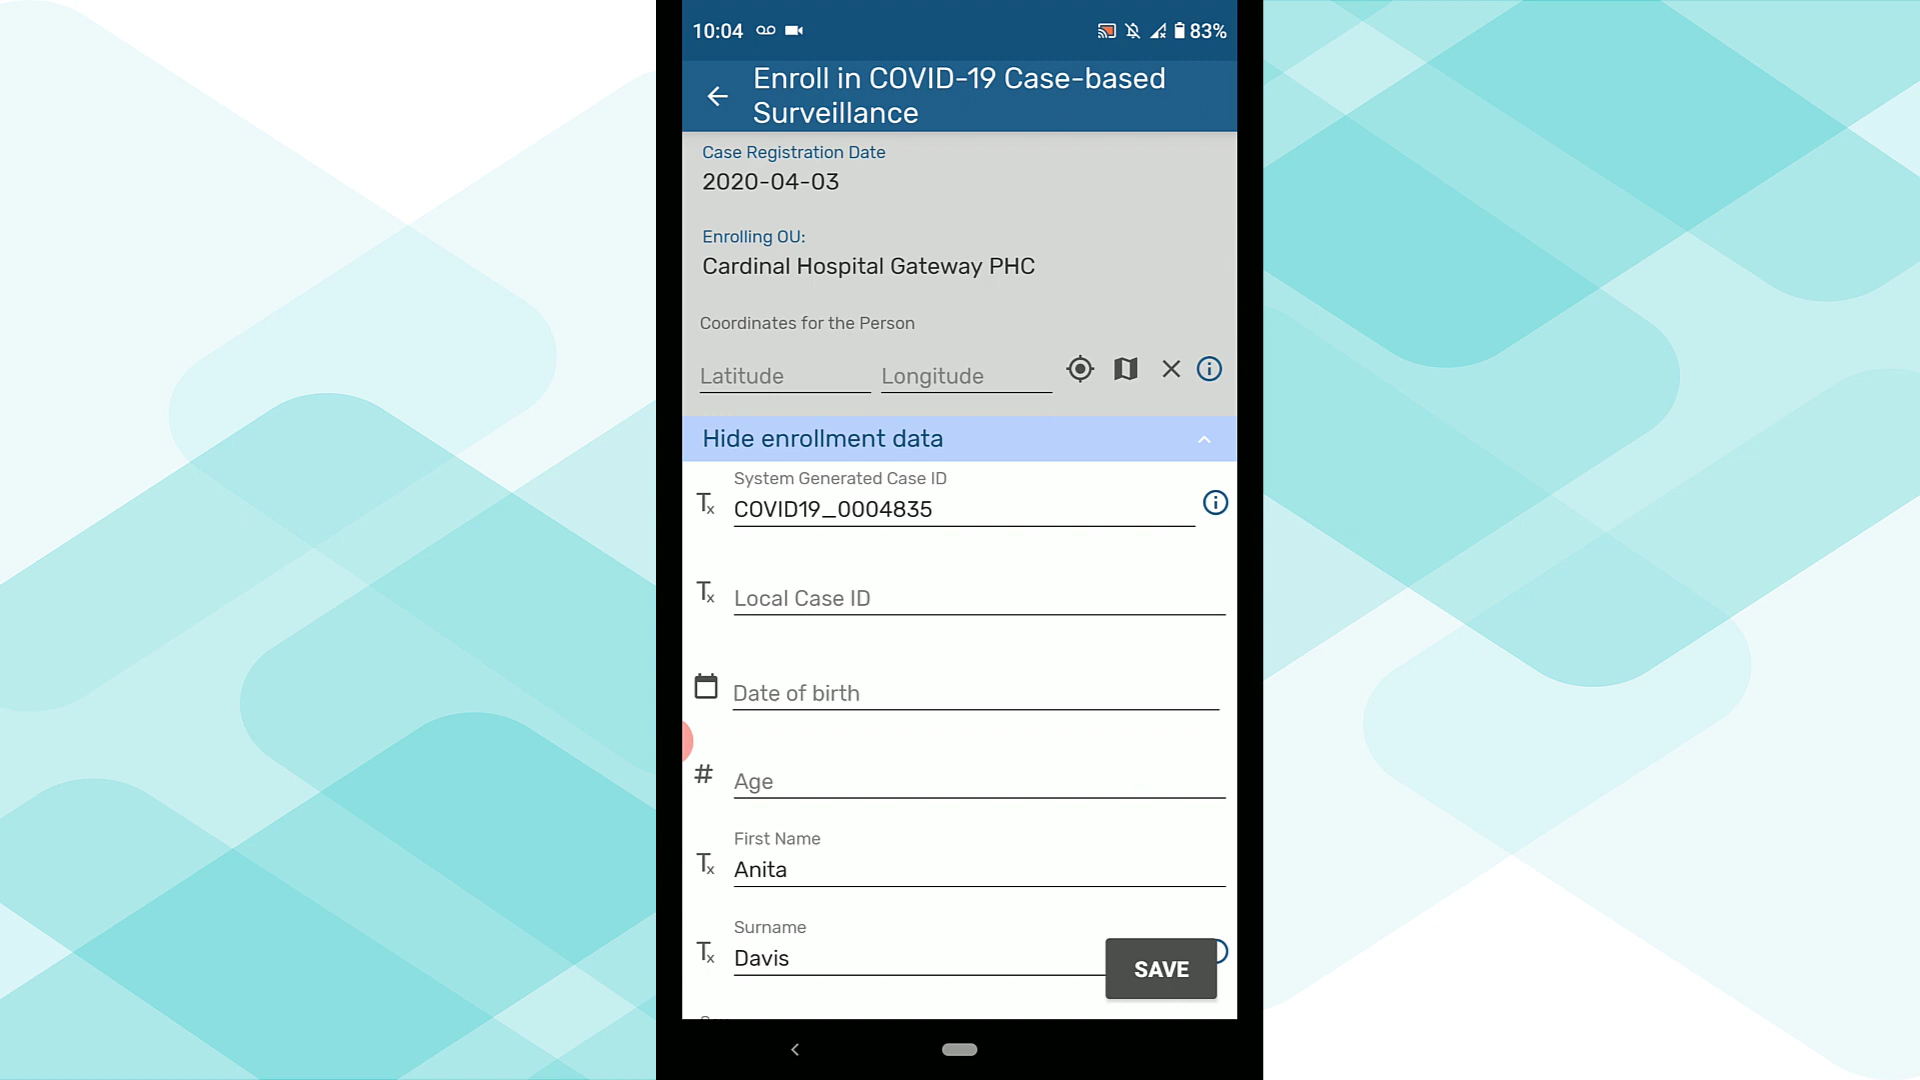 10:04
83%
Enroll in COVID-19 Case-based
Surveillance
Case Registration Date
2020-04-03
Enrolling OU:
Cardinal Hospital Gateway PHC
Coordinates for the Person
Latitude Longitude
Hide enrollment data
System Generated Case ID
COVID19_0004835
Local Case ID
Date of birth
# Age
First Name
Anita
Surname
Davis
SAVE